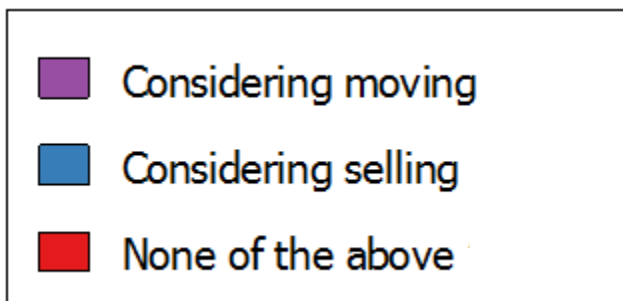 Considering moving
Considering selling
None of the above